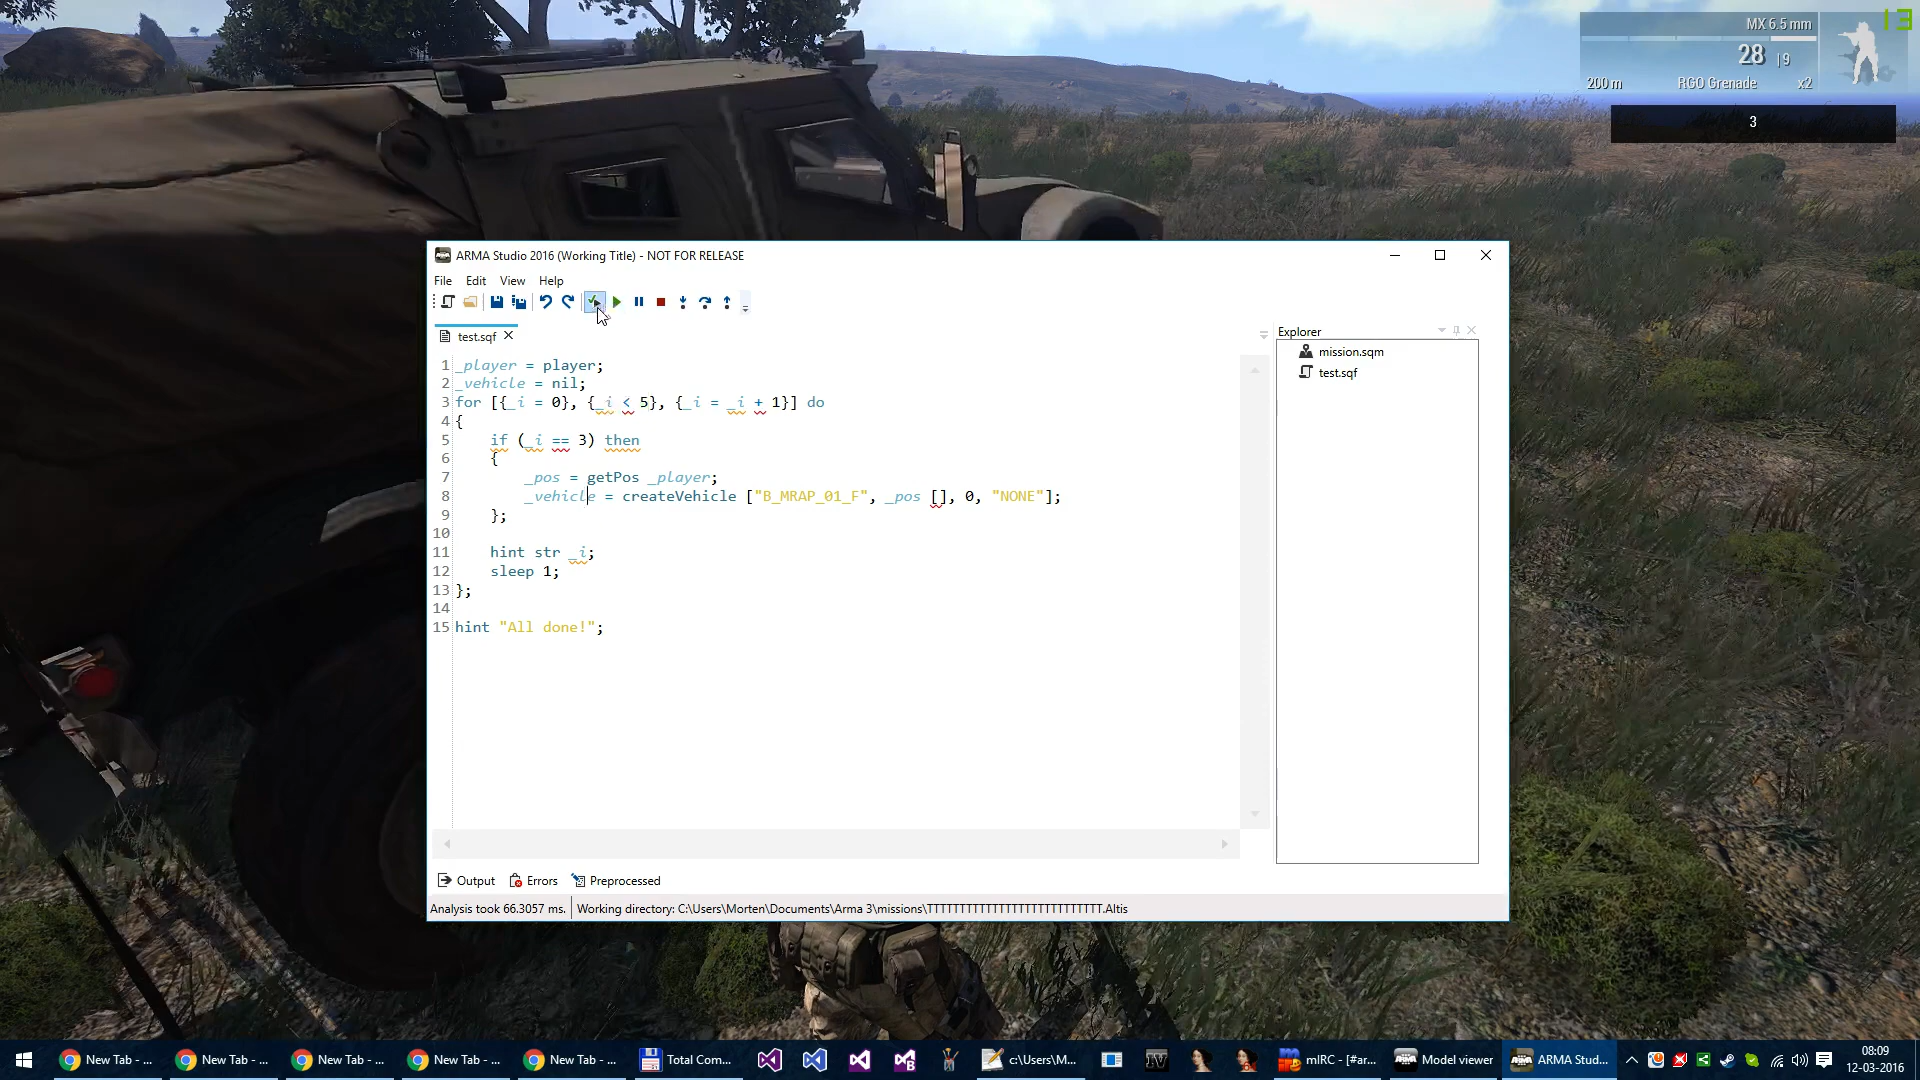 13
MX 6.5 mm
28 | 9
200 m RGO Grenade x2
3
ARMA Studio 2016 (Working Title) - NOT FOR RELEASE
File Edit View Help
test.sqf
Explorer
mission.sqm
test.sqf
1 _player = player;
2 _vehicle = nil;
3 for [{_i = 0}, {_i < 5}, {_i = _i + 1}] do
4 {
5 if (_i == 3) then
6 {
7 _pos = getPos _player;
8 _vehicle = createVehicle ["B_MRAP_01_F", _pos [], 0, "NONE"];
9 };
10
11 hint str _i;
12 sleep 1;
13 };
14
15 hint "All done!";
Output Errors Preprocessed
Analysis took 66.3057 ms. Working directory: C:\Users\Morten\Documents\Arma 3\missions\TTTTTTTTTTTTTTTTTTTTTTTTTTT.Altis
New Tab - ... New Tab - ... New Tab - ... New Tab - ... New Tab - ... Total Com... c:\Users\M... IV mIRC - [#ar... Model viewer ARMA Stud... 08:09
12-03-2016